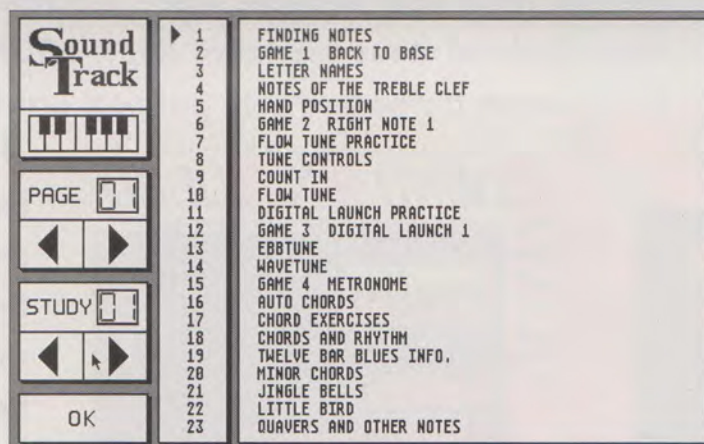 Sound
Track
PAGE 01
STUDY 01
OK
1 FINDING NOTES
2 GAME 1 BACK TO BASE
3 LETTER NAMES
4 NOTES OF THE TREBLE CLEF
5 HAND POSITION
6 GAME 2 RIGHT NOTE 1
7 FLOW TUNE PRACTICE
8 TUNE CONTROLS
9 COUNT IN
10 FLOW TUNE
11 DIGITAL LAUNCH PRACTICE
12 GAME 3 DIGITAL LAUNCH 1
13 EBBTUNE
14 WAVETUNE
15 GAME 4 METRONOME
16 AUTO CHORDS
17 CHORD EXERCISES
18 CHORDS AND RHYTHM
19 TWELVE BAR BLUES INFO.
20 MINOR CHORDS
21 JINGLE BELLS
22 LITTLE BIRD
23 QUAVERS AND OTHER NOTES